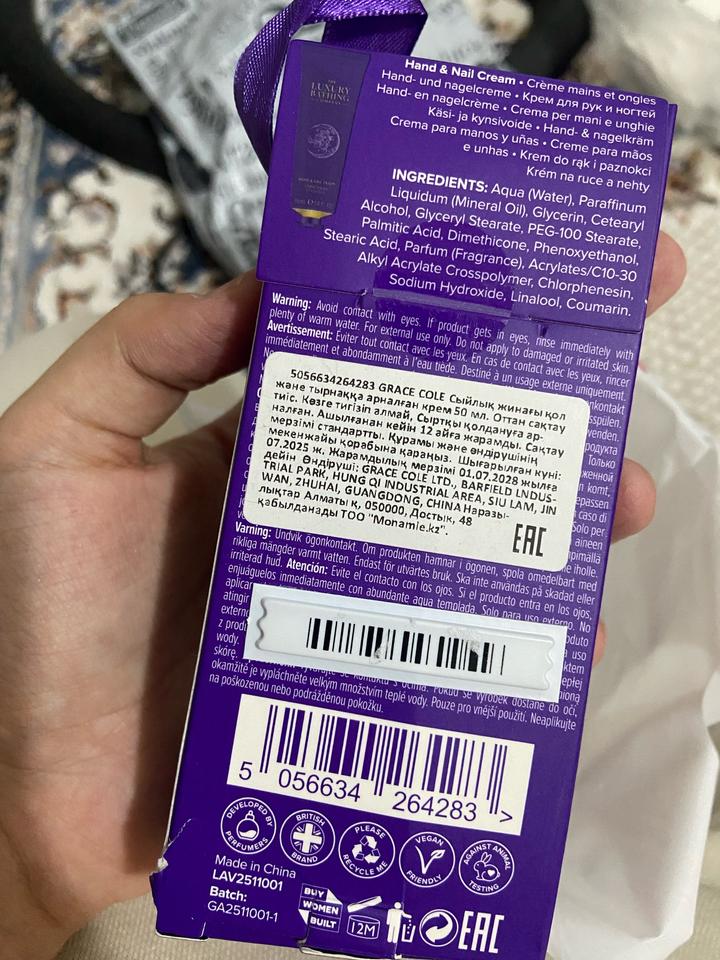 THE
LUXURY
BATHING
COMPANY
Hand & Nail Cream • Crème mains et ongles
Hand- und nagelcreme • Крем для рук и ногтей
Hand- en nagelcrème • Crema per mani e unghie
Käsi- ja kynsivoide • Hand- & nagelkräm
Crema para manos y uñas • Creme para mãos
e unhas • Krem do rąk i paznokci
Krém na ruce a nehty
INGREDIENTS: Aqua (Water), Paraffinum
Liquidum (Mineral Oil), Glycerin, Cetearyl
Alcohol, Glyceryl Stearate, PEG-100 Stearate,
Palmitic Acid, Dimethicone, Phenoxyethanol,
Stearic Acid, Parfum (Fragrance), Acrylates/C10-30
Alkyl Acrylate Crosspolymer, Chlorphenesin,
Sodium Hydroxide, Linalool, Coumarin.
Warning: Avoid contact with eyes. If product gets in eyes, rinse immediately with
plenty of warm water. For external use only. Do not apply to damaged or irritated skin.
Avertissement: Éviter tout contact avec les yeux. En cas de contact avec les yeux, rincer
immédiatement et abondamment à l'eau tiède. Destiné à un usage externe uniquement.
5056634264283 GRACE COLE Сыйлық жинағы қол
және тырнаққа арналған крем 50 мл. Оттан сақтау
тиіс. Көзге тигізіп алмай, Сыртқы қолдануға ар-
налған. Ашылғаннан кейін 12 айға жарамды. Сақтау
мерзімі стандартты. Құрамы және өндірушінің
мекенжайы қорабына қараңыз. Шығарылған күні:
07.2025 ж. Жарамдылық мерзімі 01.07.2028 жылға
дейін Өндіруші: GRACE COLE LTD., BARFIELD LNDUS-
TRIAL PARK, HUNG QI INDUSTRIAL AREA, SIU LAM, JIN
WAN, ZHUHAI, GUANGDONG, CHINA Наразы-
лықтар Алматы қ, 050000, Достық, 48
қабылданады ТОО "Monamie.kz".
EAC
Varning: Undvik ögonkontakt. Om produkten hamnar i ögonen, spola omedelbart med
rikliga mängder varmt vatten. Endast för utvärtes bruk. Ska inte användas på skadad eller
irriterad hud. Atención: Evite el contacto con los ojos. Si el producto entra en los ojos,
enjuáguelos inmediatamente con abundante agua templada. Solo para uso externo. No
okamžitě je vypláchněte velkým množstvím teplé vody. Pouze pro vnější použití. Neaplikujte
na poškozenou nebo podrážděnou pokožku.
5 056634 264283 >
DEVELOPED BY PERFUMERS
BRITISH BRAND
PLEASE RECYCLE ME
VEGAN FRIENDLY
AGAINST ANIMAL TESTING
Made in China
LAV2511001
Batch:
GA2511001-1
BUY
WOMEN
BUILT
12M
EAC